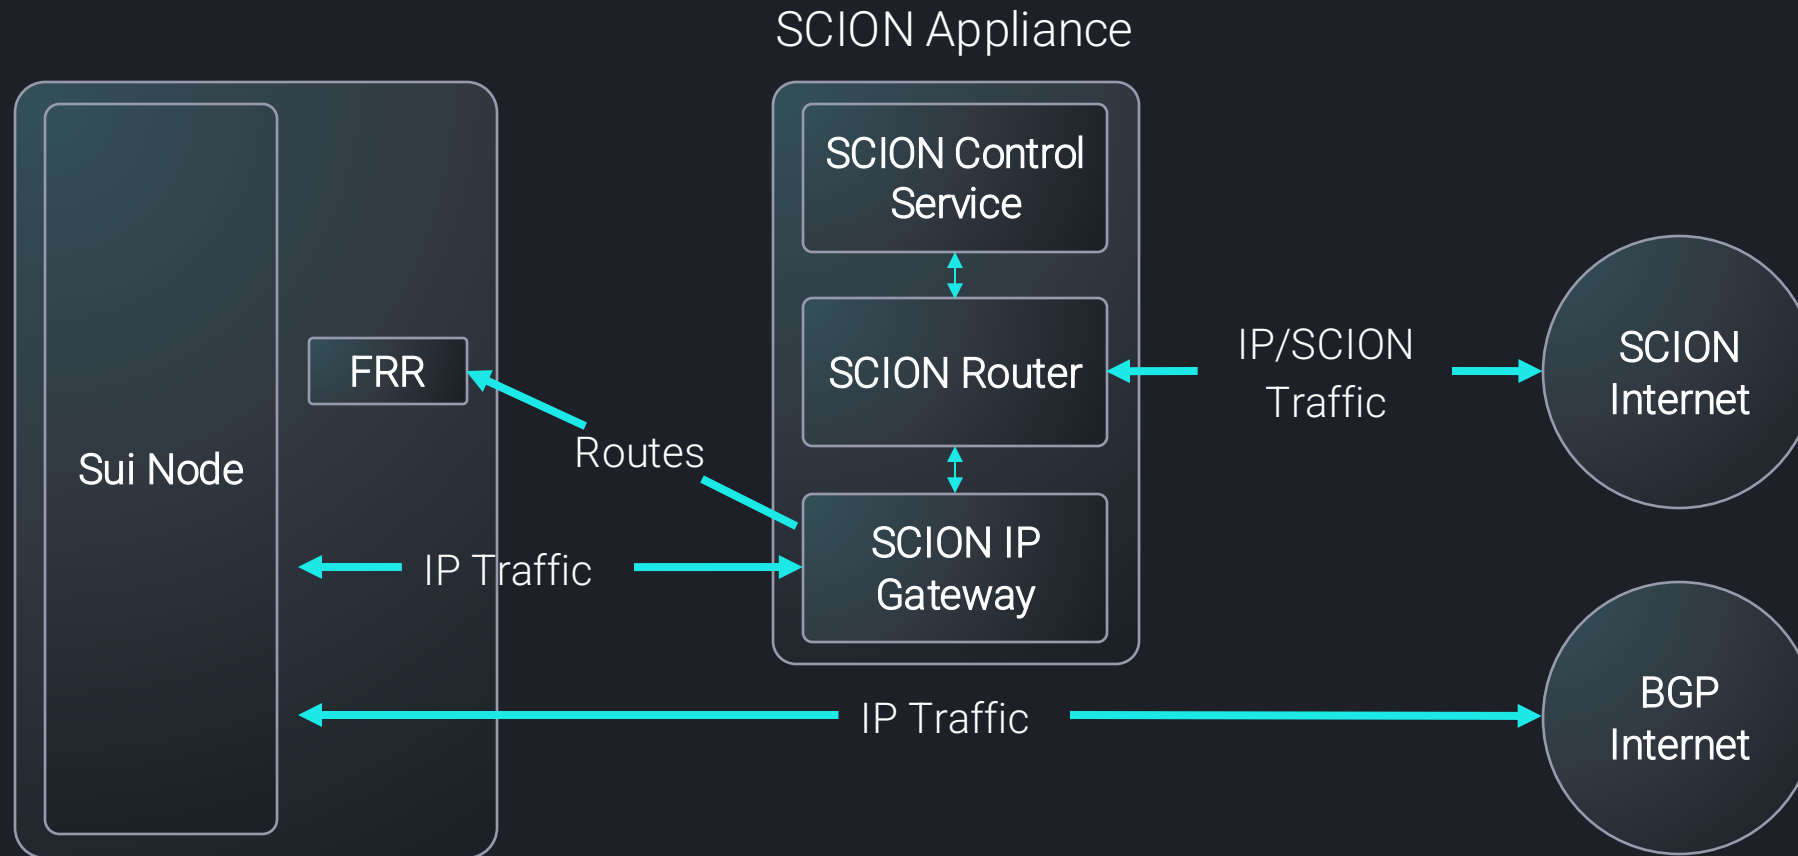 SCION Appliance
SCION Control
Service
SCION Router
SCION IP
Gateway
Sui Node
FRR
Routes
IP Traffic
IP/SCION
Traffic
SCION
Internet
IP Traffic
BGP
Internet